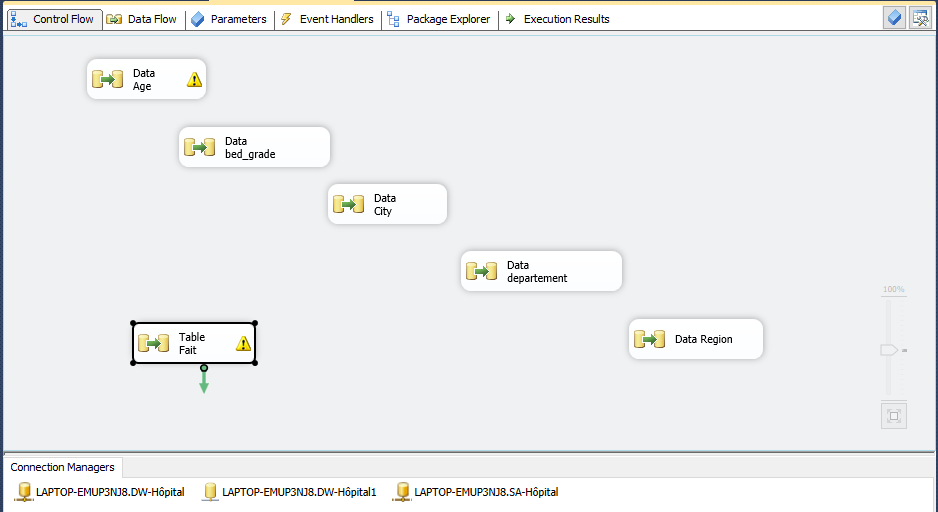 Control Flow Data Flow Parameters Event Handlers Package Explorer Execution Results
Data
Age
Data
bed_grade
Data
City
Data
departement
100%
Table
Fait
Data Region
Connection Managers
LAPTOP-EMUP3NJ8.DW-Hôpital LAPTOP-EMUP3NJ8.DW-Hôpital1 LAPTOP-EMUP3NJ8.SA-Hôpital